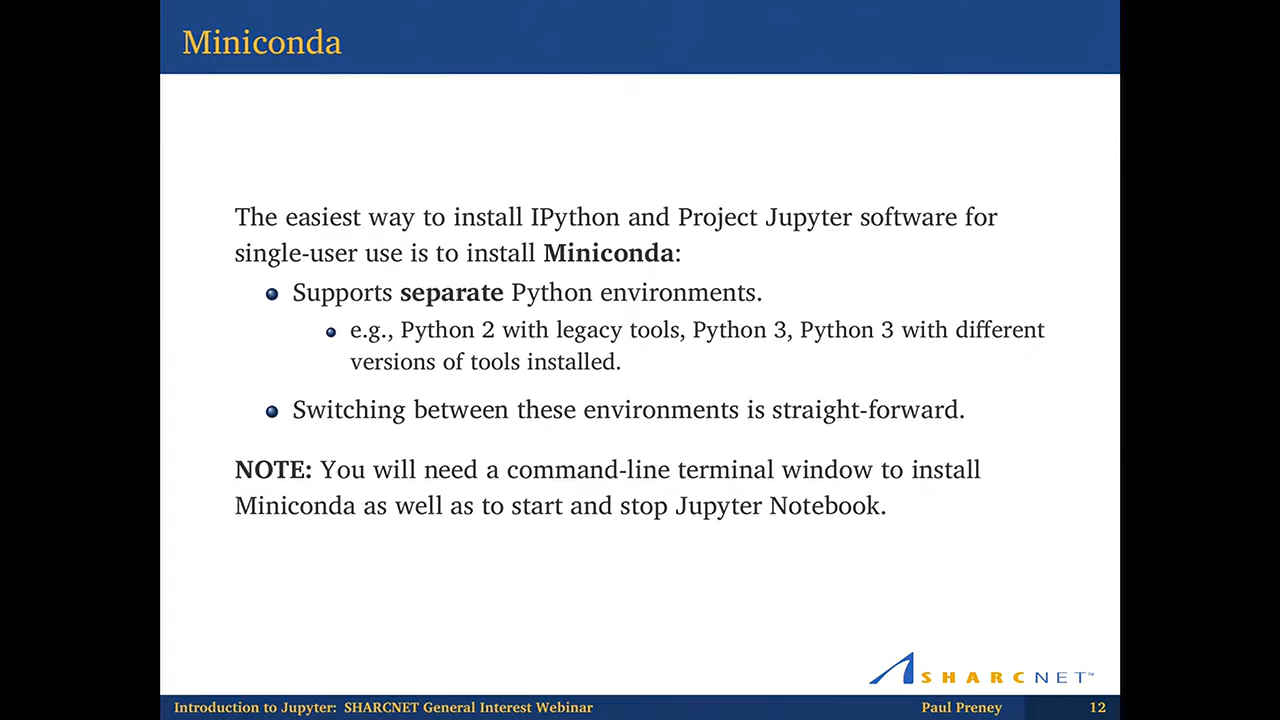 Miniconda
The easiest way to install IPython and Project Jupyter software for
single-user use is to install Miniconda:
Supports separate Python environments.
e.g., Python 2 with legacy tools, Python 3, Python 3 with different
versions of tools installed.
Switching between these environments is straight-forward.
NOTE: You will need a command-line terminal window to install
Miniconda as well as to start and stop Jupyter Notebook.
SHARCNET™
Introduction to Jupyter: SHARCNET General Interest Webinar Paul Preney 12